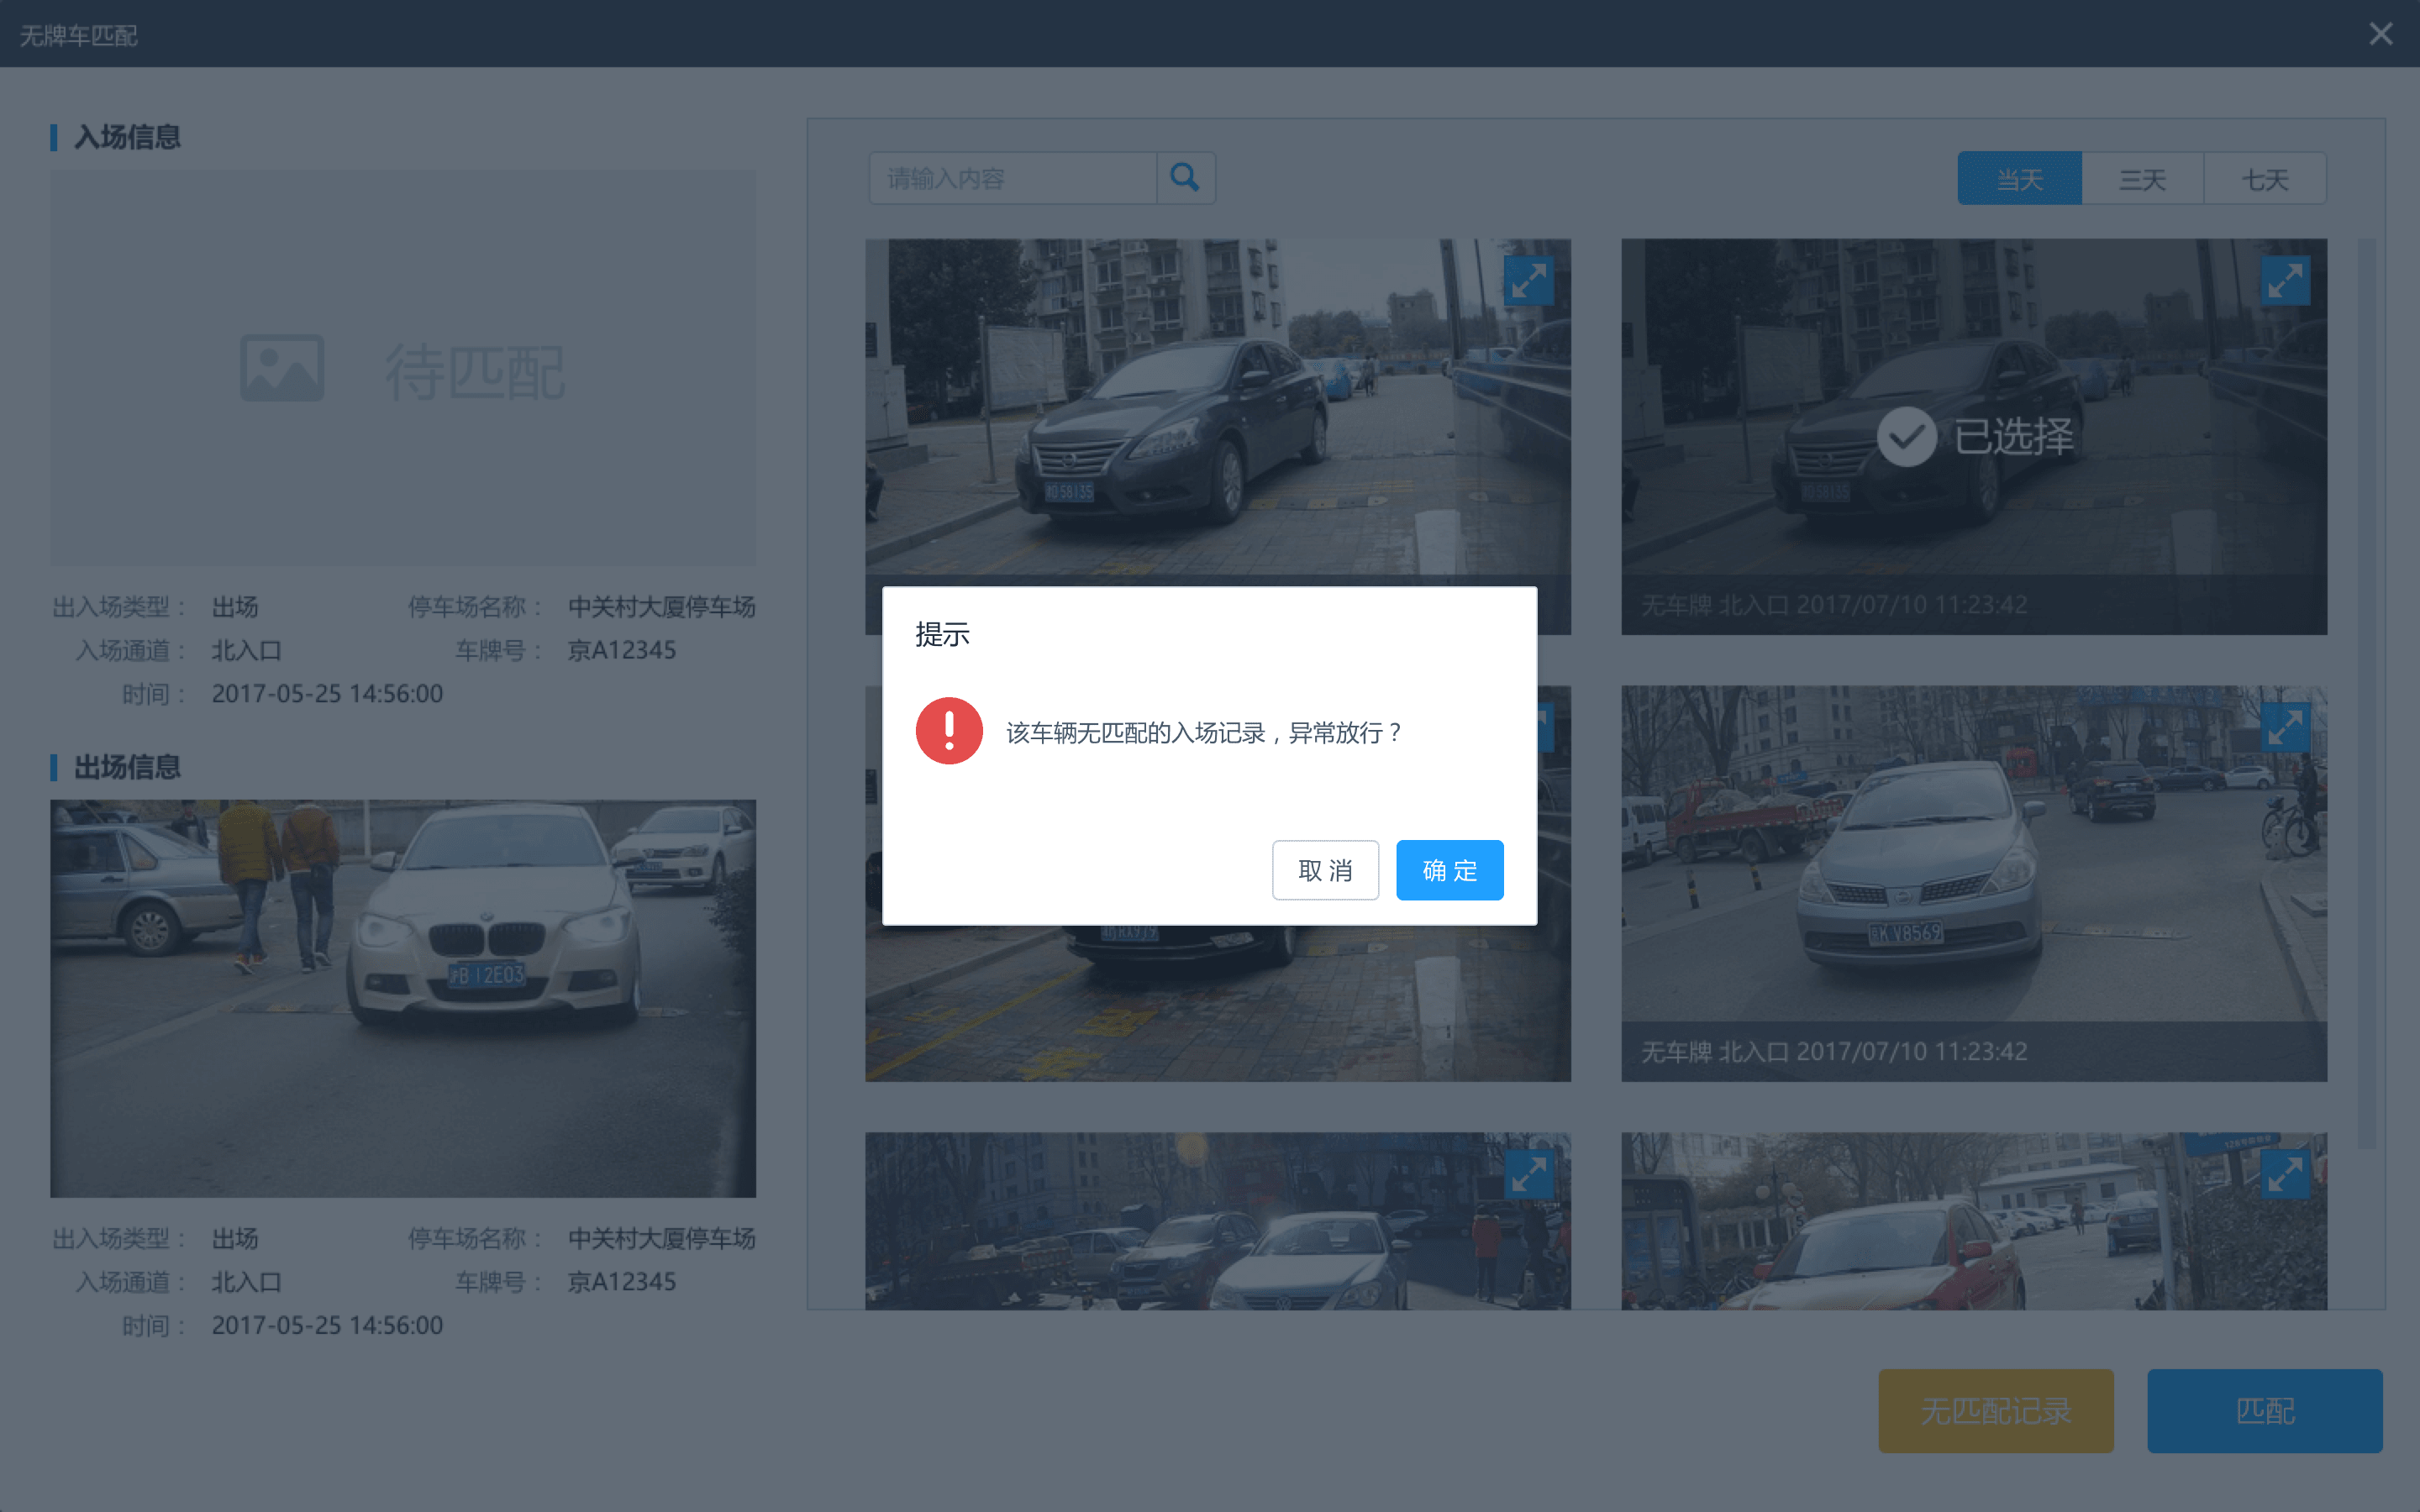 无牌车匹配
入场信息
待匹配
出入场类型： 出场 停车场名称： 中关村大厦停车场
入场通道： 北入口 车牌号： 京A12345
时间： 2017-05-25 14:56:00
出场信息
出入场类型： 出场 停车场名称： 中关村大厦停车场
入场通道： 北入口 车牌号： 京A12345
时间： 2017-05-25 14:56:00
请输入内容
当天 三天 七天
58135
已选择
无车牌 北入口 2017/07/10 11:23:42
提示
该车辆无匹配的入场记录，异常放行？
取 消 确 定
V8569
无车牌 北入口 2017/07/10 11:23:42
无匹配记录 匹配